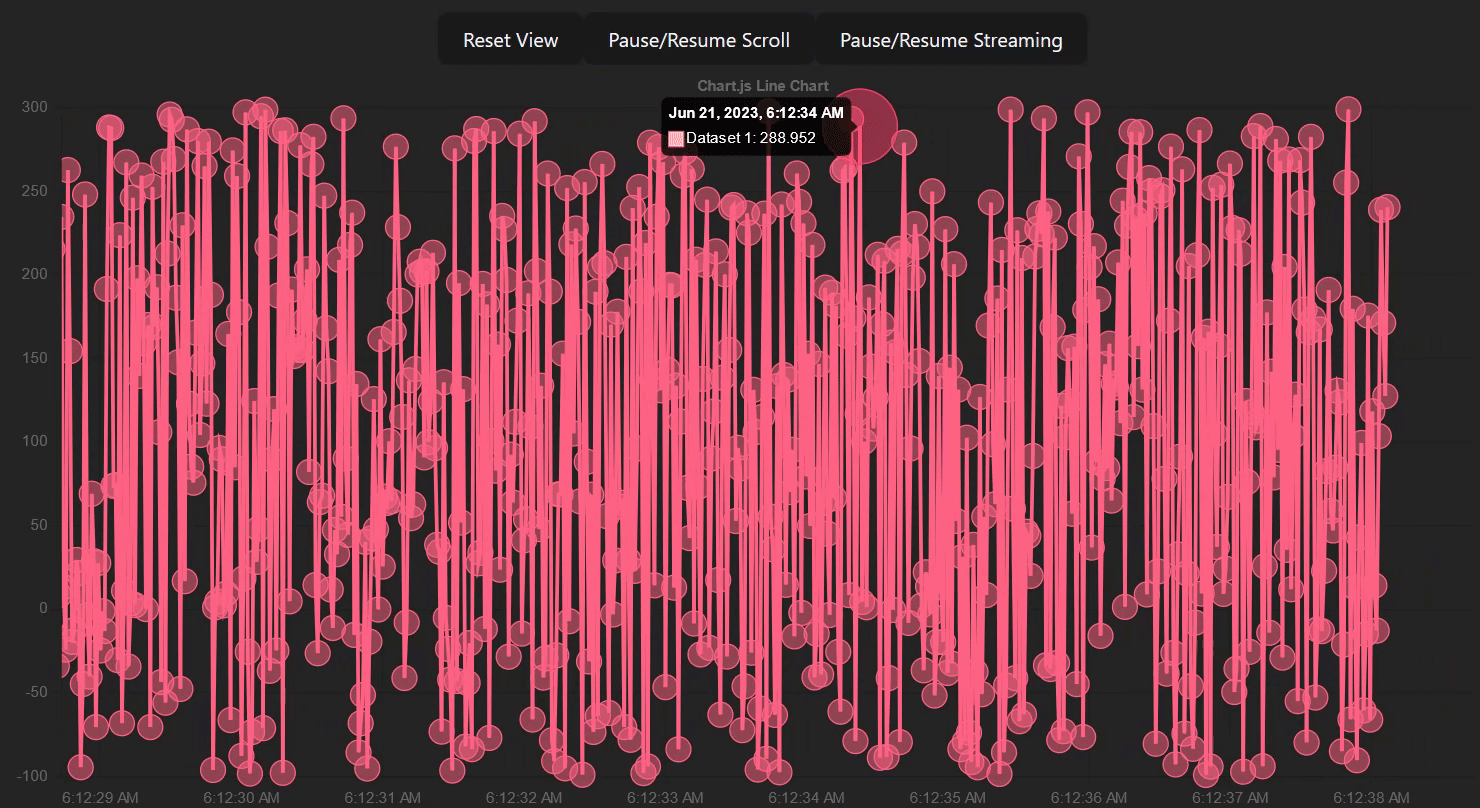 Reset View Pause/Resume Scroll Pause/Resume Streaming
Chart.js Line Chart
Jun 21, 2023, 6:12:34 AM
Dataset 1: 288.952
300
250
200
150
100
50
0
-50
-100
6:12:29 AM 6:12:30 AM 6:12:31 AM 6:12:32 AM 6:12:33 AM 6:12:34 AM 6:12:35 AM 6:12:36 AM 6:12:37 AM 6:12:38 AM